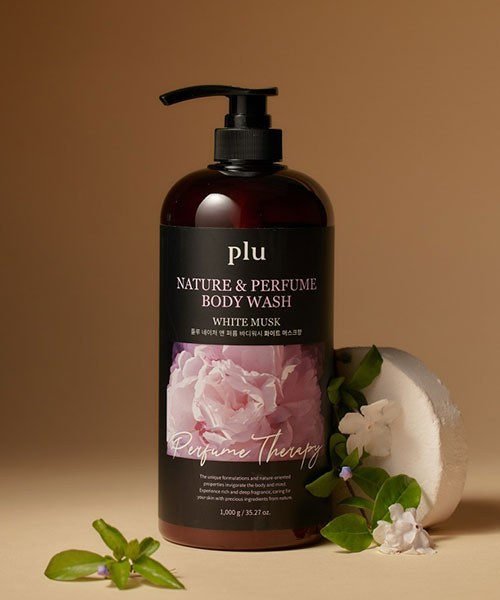 plu
NATURE & PERFUME
BODY WASH
WHITE MUSK
플루 네이처 앤 퍼퓸 바디워시 화이트 머스크향
Perfume Therapy
The unique formulations and nature-oriented
properties invigorate the body and mind.
Experience rich and deep fragrance, caring for
your skin with precious ingredients from nature.
1,000 g / 35.27 oz.